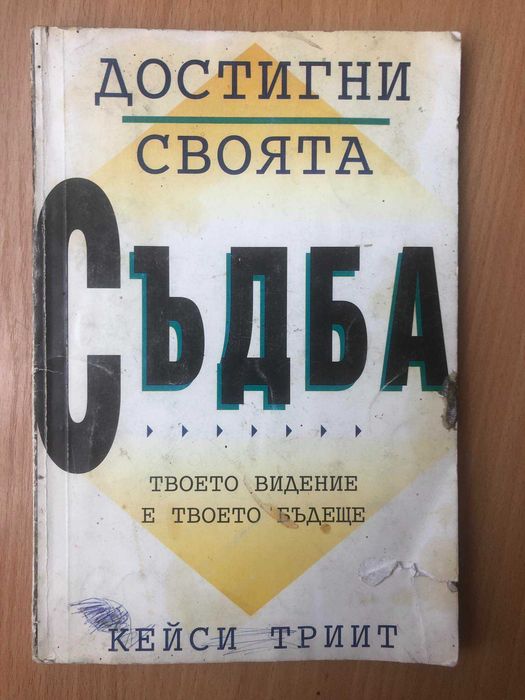 ДОСТИГНИ
СВОЯТА
СЪДБА
ТВОЕТО ВИДЕНИЕ
Е ТВОЕТО БЪДЕЩЕ
КЕЙСИ ТРИИТ